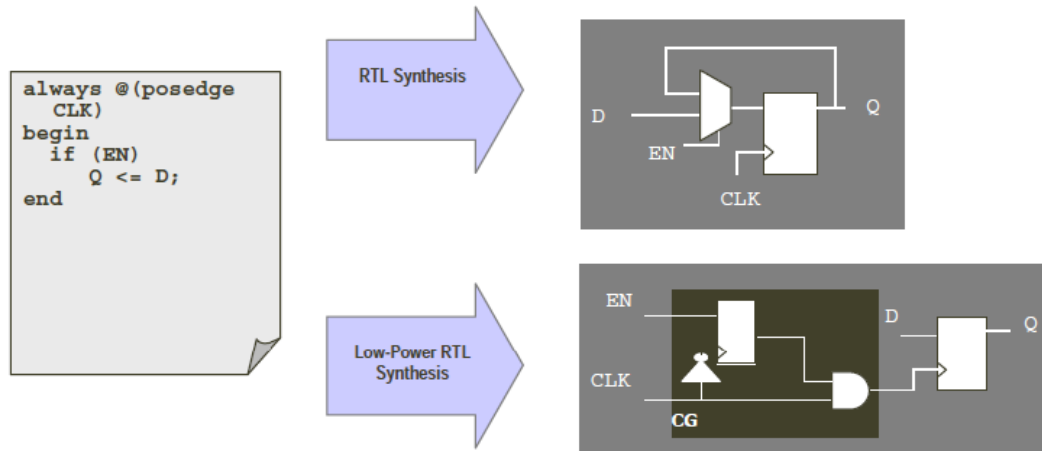 always @(posedge
CLK)
begin
if (EN)
Q <= D;
end
RTL Synthesis
D
EN
CLK
Q
Low-Power RTL
Synthesis
EN
CLK
CG
D
Q